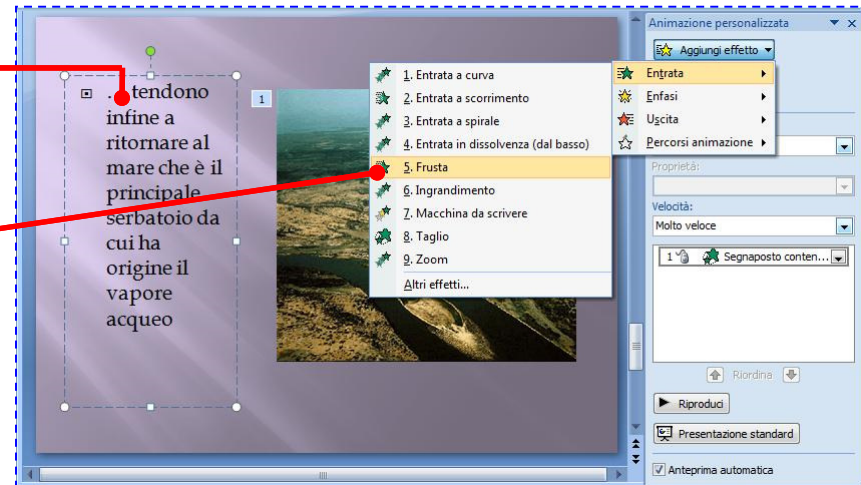 ... tendono
infine a
ritornare al
mare che è il
principale
serbatoio da
cui ha
origine il
vapore
acqueo
1
1. Entrata a curva
2. Entrata a scorrimento
3. Entrata a spirale
4. Entrata in dissolvenza (dal basso)
5. Frusta
6. Ingrandimento
7. Macchina da scrivere
8. Taglio
9. Zoom
Altri effetti...
Animazione personalizzata
Aggiungi effetto
Entrata
Enfasi
Uscita
Percorsi animazione
Proprietà:
Velocità:
Molto veloce
1 Segnaposto conten...
Riordina
Riproduci
Presentazione standard
Anteprima automatica